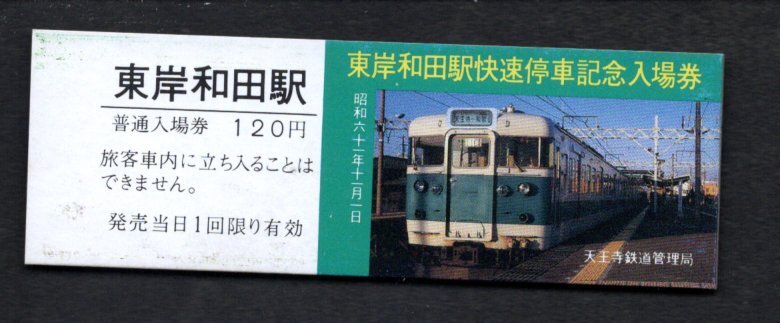 東岸和田駅
普通入場券 120円
旅客車内に立ち入ることは
できません。
発売当日1回限り有効
東岸和田駅快速停車記念入場券
昭和六十一年十一月一日
天王寺鉄道管理局